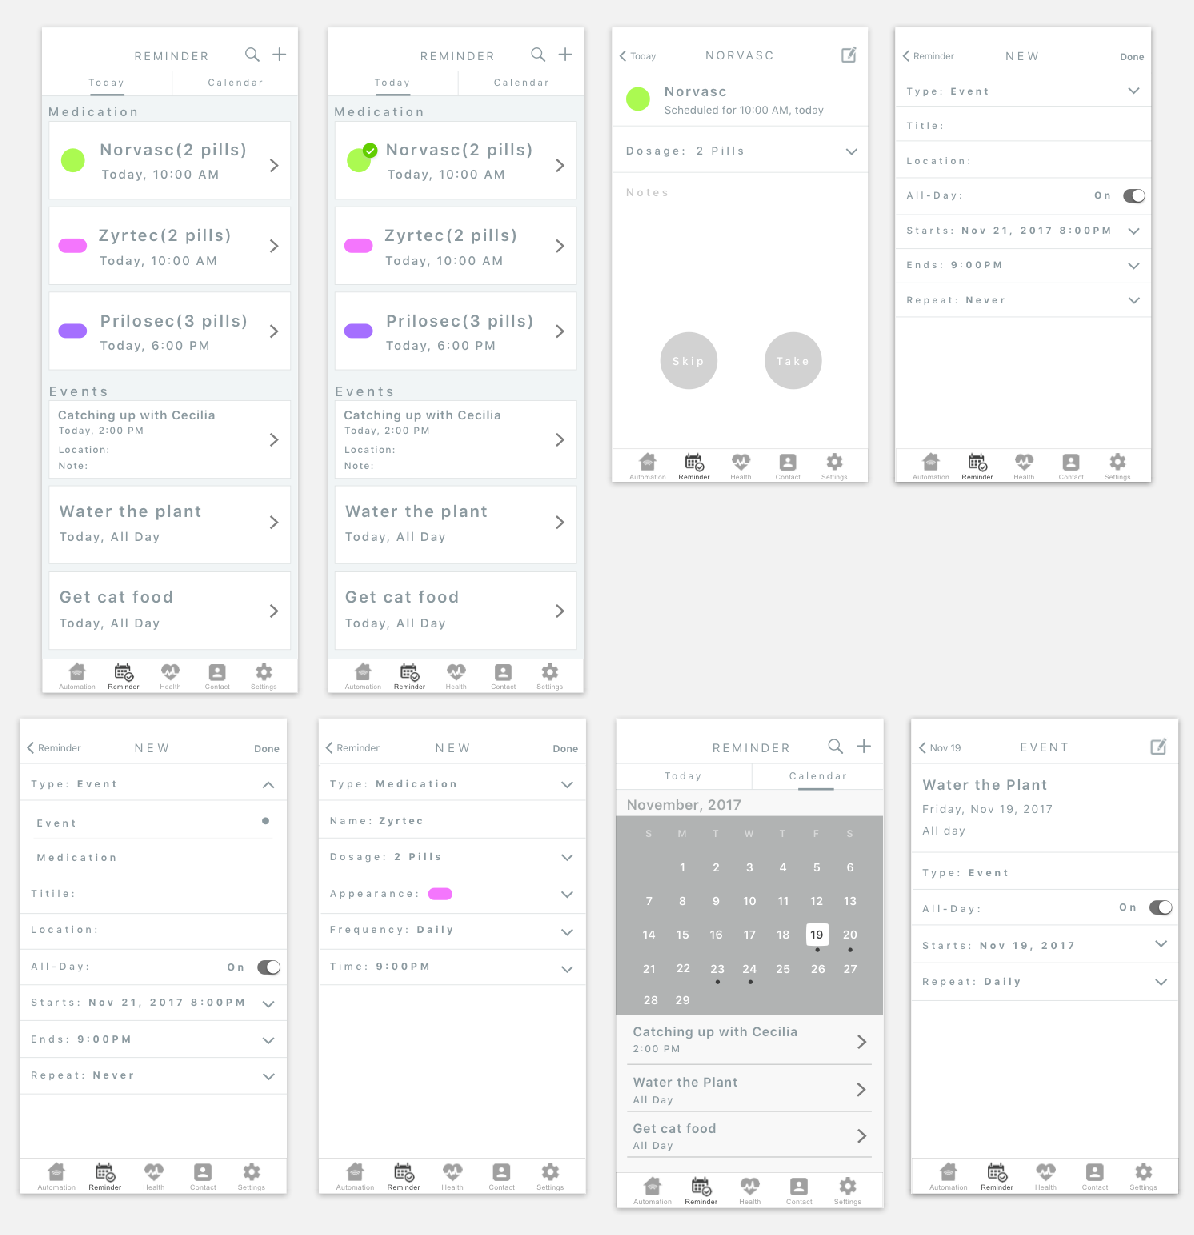 REMINDER
Today
Calendar
Medication
Norvasc(2 pills)
Today, 10:00 AM
Zyrtec(2 pills)
Today, 10:00 AM
Prilosec(3 pills)
Today, 6:00 PM
Events
Catching up with Cecilia
Today, 2:00 PM
Location:
Note:
Water the plant
Today, All Day
Get cat food
Today, All Day
Automation Reminder Health Contact Settings
REMINDER
Today
Calendar
Medication
Norvasc(2 pills)
Today, 10:00 AM
Zyrtec(2 pills)
Today, 10:00 AM
Prilosec(3 pills)
Today, 6:00 PM
Events
Catching up with Cecilia
Today, 2:00 PM
Location:
Note:
Water the plant
Today, All Day
Get cat food
Today, All Day
Automation Reminder Health Contact Settings
Today NORVASC
Norvasc
Scheduled for 10:00 AM, today
Dosage: 2 Pills
Notes
Skip Take
Automation Reminder Health Contact Settings
Reminder NEW Done
Type: Event
Title:
Location:
All-Day: On
Starts: Nov 21, 2017 8:00PM
Ends: 9:00PM
Repeat: Never
Automation Reminder Health Contact Settings
Reminder NEW Done
Type: Event
Event
Medication
Titile:
Location:
All-Day: On
Starts: Nov 21, 2017 8:00PM
Ends: 9:00PM
Repeat: Never
Automation Reminder Health Contact Settings
Reminder NEW Done
Type: Medication
Name: Zyrtec
Dosage: 2 Pills
Appearance:
Frequency: Daily
Time: 9:00PM
Automation Reminder Health Contact Settings
REMINDER
Today Calendar
November, 2017
S M T W T F S
1 2 3 4 5 6
7 8 9 10 11 12 13
14 15 16 17 18 19 20
21 22 23 24 25 26 27
28 29
Catching up with Cecilia
2:00 PM
Water the Plant
All Day
Get cat food
All Day
Automation Reminder Health Contact Settings
Nov 19 EVENT
Water the Plant
Friday, Nov 19, 2017
All day
Type: Event
All-Day: On
Starts: Nov 19, 2017
Repeat: Daily
Automation Reminder Health Contact Settings